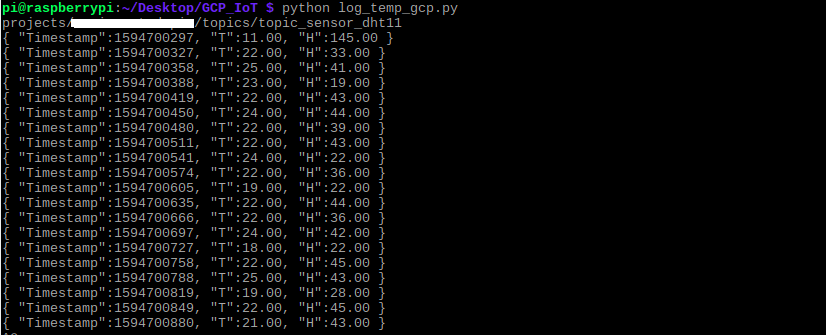 pi@raspberrypi:~/Desktop/GCP_IoT $ python log_temp_gcp.py
projects/ /topics/topic_sensor_dht11
{ "Timestamp":1594700297, "T":11.00, "H":145.00 }
{ "Timestamp":1594700327, "T":22.00, "H":33.00 }
{ "Timestamp":1594700358, "T":25.00, "H":41.00 }
{ "Timestamp":1594700388, "T":23.00, "H":19.00 }
{ "Timestamp":1594700419, "T":22.00, "H":43.00 }
{ "Timestamp":1594700450, "T":24.00, "H":44.00 }
{ "Timestamp":1594700480, "T":22.00, "H":39.00 }
{ "Timestamp":1594700511, "T":22.00, "H":43.00 }
{ "Timestamp":1594700541, "T":24.00, "H":22.00 }
{ "Timestamp":1594700574, "T":22.00, "H":36.00 }
{ "Timestamp":1594700605, "T":19.00, "H":22.00 }
{ "Timestamp":1594700635, "T":22.00, "H":44.00 }
{ "Timestamp":1594700666, "T":22.00, "H":36.00 }
{ "Timestamp":1594700697, "T":24.00, "H":42.00 }
{ "Timestamp":1594700727, "T":18.00, "H":22.00 }
{ "Timestamp":1594700758, "T":22.00, "H":45.00 }
{ "Timestamp":1594700788, "T":25.00, "H":43.00 }
{ "Timestamp":1594700819, "T":19.00, "H":28.00 }
{ "Timestamp":1594700849, "T":22.00, "H":45.00 }
{ "Timestamp":1594700880, "T":21.00, "H":43.00 }